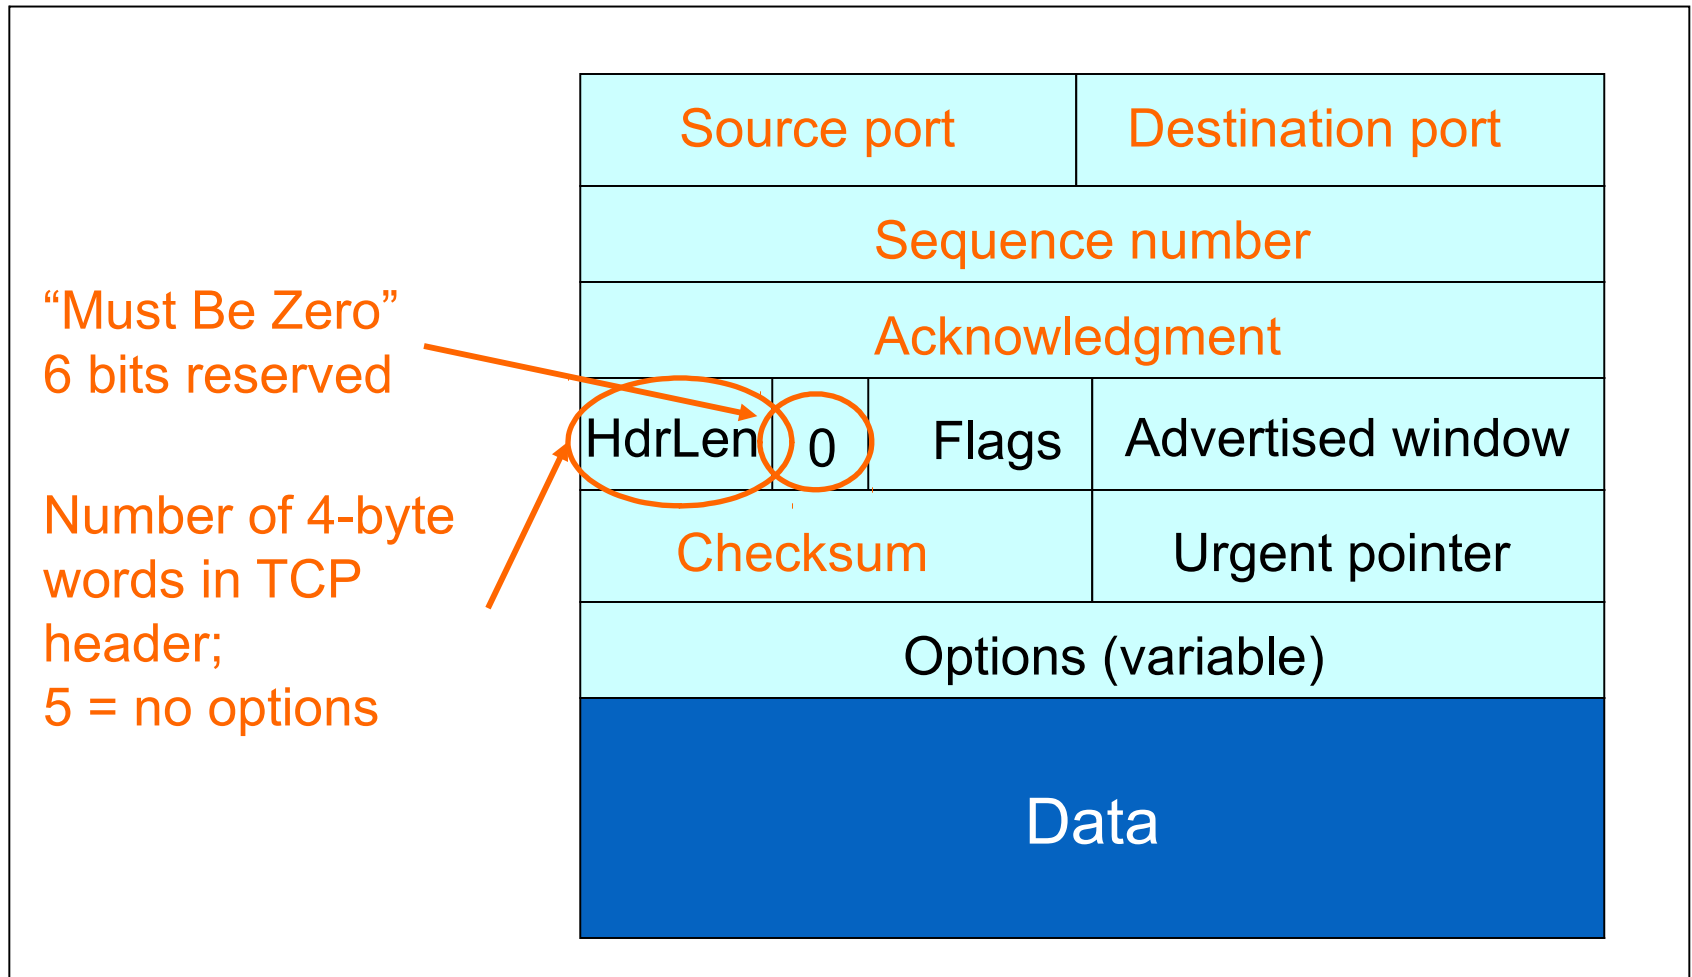 Source port Destination port
Sequence number
“Must Be Zero”
6 bits reserved
Acknowledgment
HdrLen 0 Flags Advertised window
Number of 4-byte
words in TCP
header;
5 = no options
Checksum Urgent pointer
Options (variable)
Data